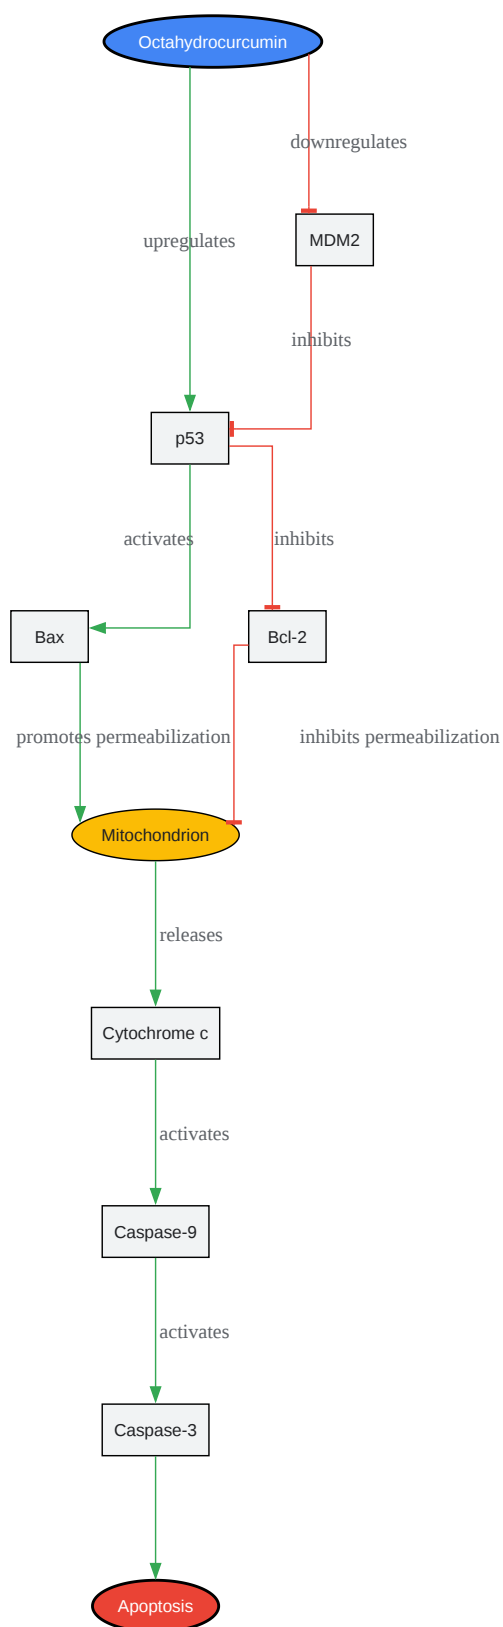 Octahydrocurcumin
downregulates
upregulates
MDM2
inhibits
p53
activates
inhibits
Bax
Bcl-2
promotes permeabilization
inhibits permeabilization
Mitochondrion
releases
Cytochrome c
activates
Caspase-9
activates
Caspase-3
Apoptosis